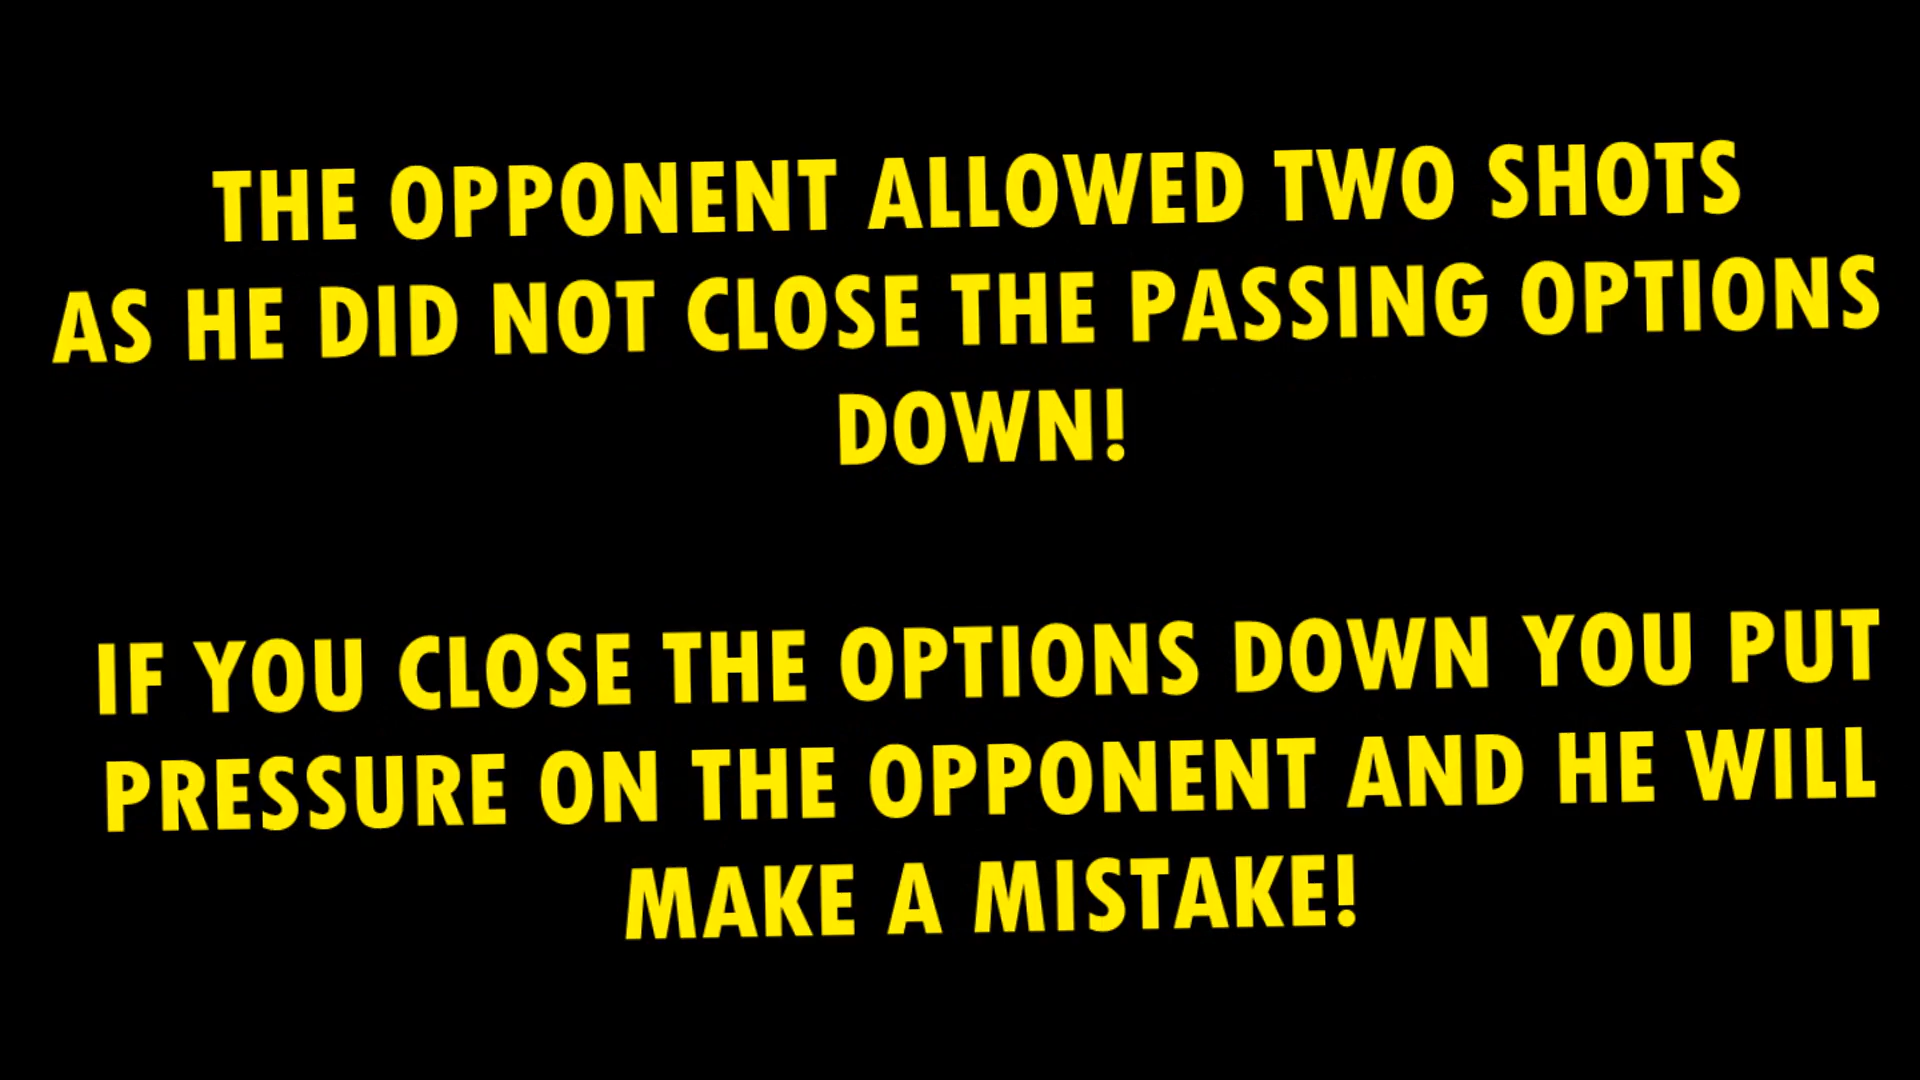 THE OPPONENT ALLOWED TWO SHOTS
AS HE DID NOT CLOSE THE PASSING OPTIONS
DOWN!
IF YOU CLOSE THE OPTIONS DOWN YOU PUT
PRESSURE ON THE OPPONENT AND HE WILL
MAKE A MISTAKE!